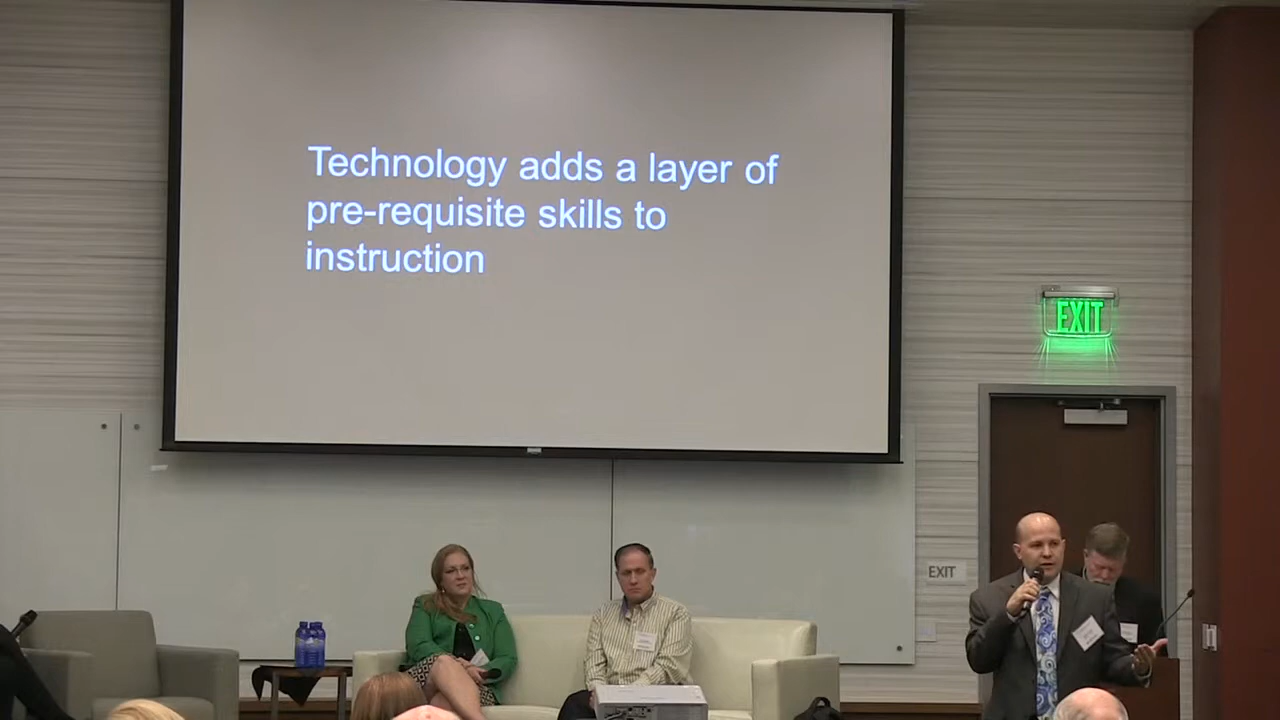 Technology adds a layer of
pre-requisite skills to
instruction
EXIT
EXIT